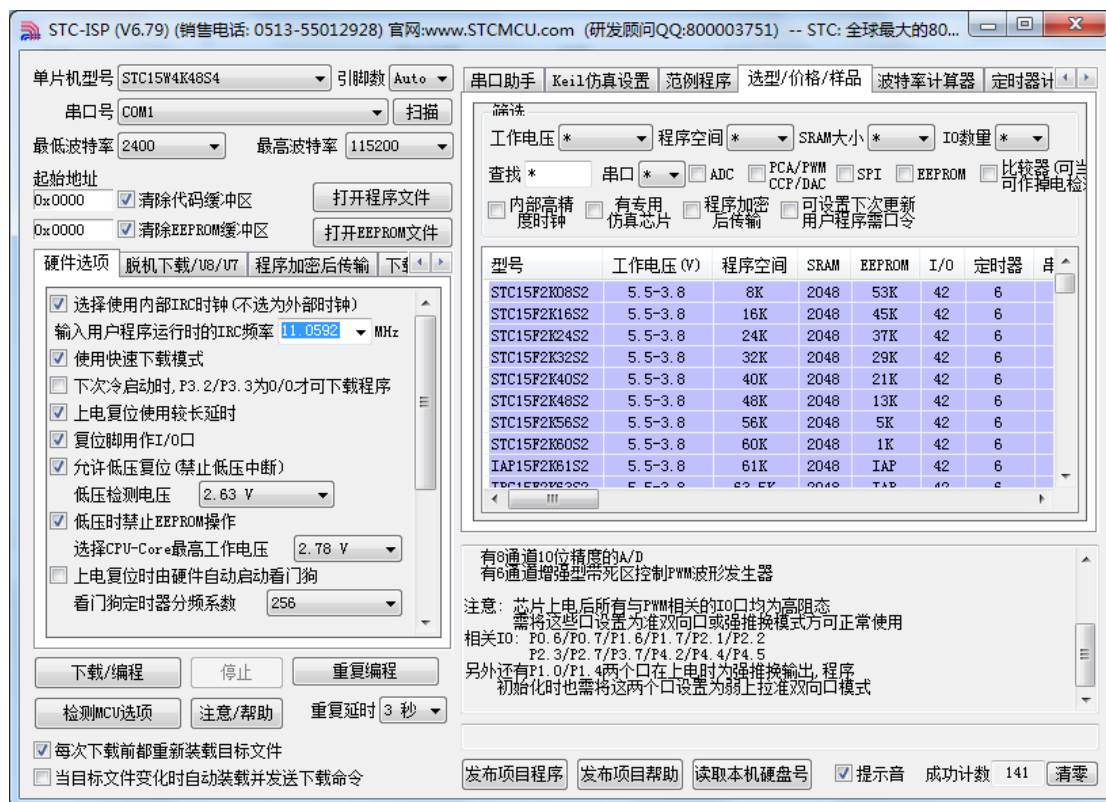 STC-ISP (V6.79) (销售电话: 0513-55012928) 官网:www.STCMCU.com (研发顾问QQ:800003751) -- STC: 全球最大的80...
单片机型号 STC15W4K48S4 引脚数 Auto
串口号 COM1 扫描
最低波特率 2400 最高波特率 115200
起始地址
0x0000 清除代码缓冲区 打开程序文件
0x0000 清除EEPROM缓冲区 打开EEPROM文件
硬件选项 脱机下载/U8/U7 程序加密后传输
选择使用内部IRC时钟(不选为外部时钟)
输入用户程序运行时的IRC频率 11.0592 MHz
使用快速下载模式
下次冷启动时,P3.2/P3.3为0/0才可下载程序
上电复位使用较长延时
复位脚用作I/O口
允许低压复位(禁止低压中断)
低压检测电压 2.63 V
低压时禁止EEPROM操作
选择CPU-Core最高工作电压 2.78 V
上电复位时由硬件自动启动看门狗
看门狗定时器分频系数 256
下载/编程 停止 重复编程
检测MCU选项 注意/帮助 重复延时 3 秒
每次下载前都重新装载目标文件
当目标文件变化时自动装载并发送下载命令
串口助手 Keil仿真设置 范例程序 选型/价格/样品 波特率计算器 定时器计
筛选
工作电压 * 程序空间 * SRAM大小 * IO数量 *
查找 * 串口 * ADC PCA/PWM CCP/DAC SPI EEPROM 比较器(可当 可作掉电检
内部高精度时钟 有专用仿真芯片 程序加密后传输 可设置下次更新用户程序需口令
型号 工作电压(V) 程序空间 SRAM EEPROM I/O 定时器 串
STC15F2K08S2 5.5-3.8 8K 2048 53K 42 6
STC15F2K16S2 5.5-3.8 16K 2048 45K 42 6
STC15F2K24S2 5.5-3.8 24K 2048 37K 42 6
STC15F2K32S2 5.5-3.8 32K 2048 29K 42 6
STC15F2K40S2 5.5-3.8 40K 2048 21K 42 6
STC15F2K48S2 5.5-3.8 48K 2048 13K 42 6
STC15F2K56S2 5.5-3.8 56K 2048 5K 42 6
STC15F2K60S2 5.5-3.8 60K 2048 1K 42 6
IAP15F2K61S2 5.5-3.8 61K 2048 IAP 42 6
有8通道10位精度的A/D
有6通道增强型带死区控制PWM波形发生器
注意: 芯片上电后所有与PWM相关的IO口均为高阻态
需将这些口设置为准双向口或强推挽模式方可正常使用
相关IO: P0.6/P0.7/P1.6/P1.7/P2.1/P2.2
P2.3/P2.7/P3.7/P4.2/P4.4/P4.5
另外还有P1.0/P1.4两个口在上电时为强推挽输出,程序
初始化时也需将这两个口设置为弱上拉准双向口模式
发布项目程序 发布项目帮助 读取本机硬盘号 提示音 成功计数 141 清零